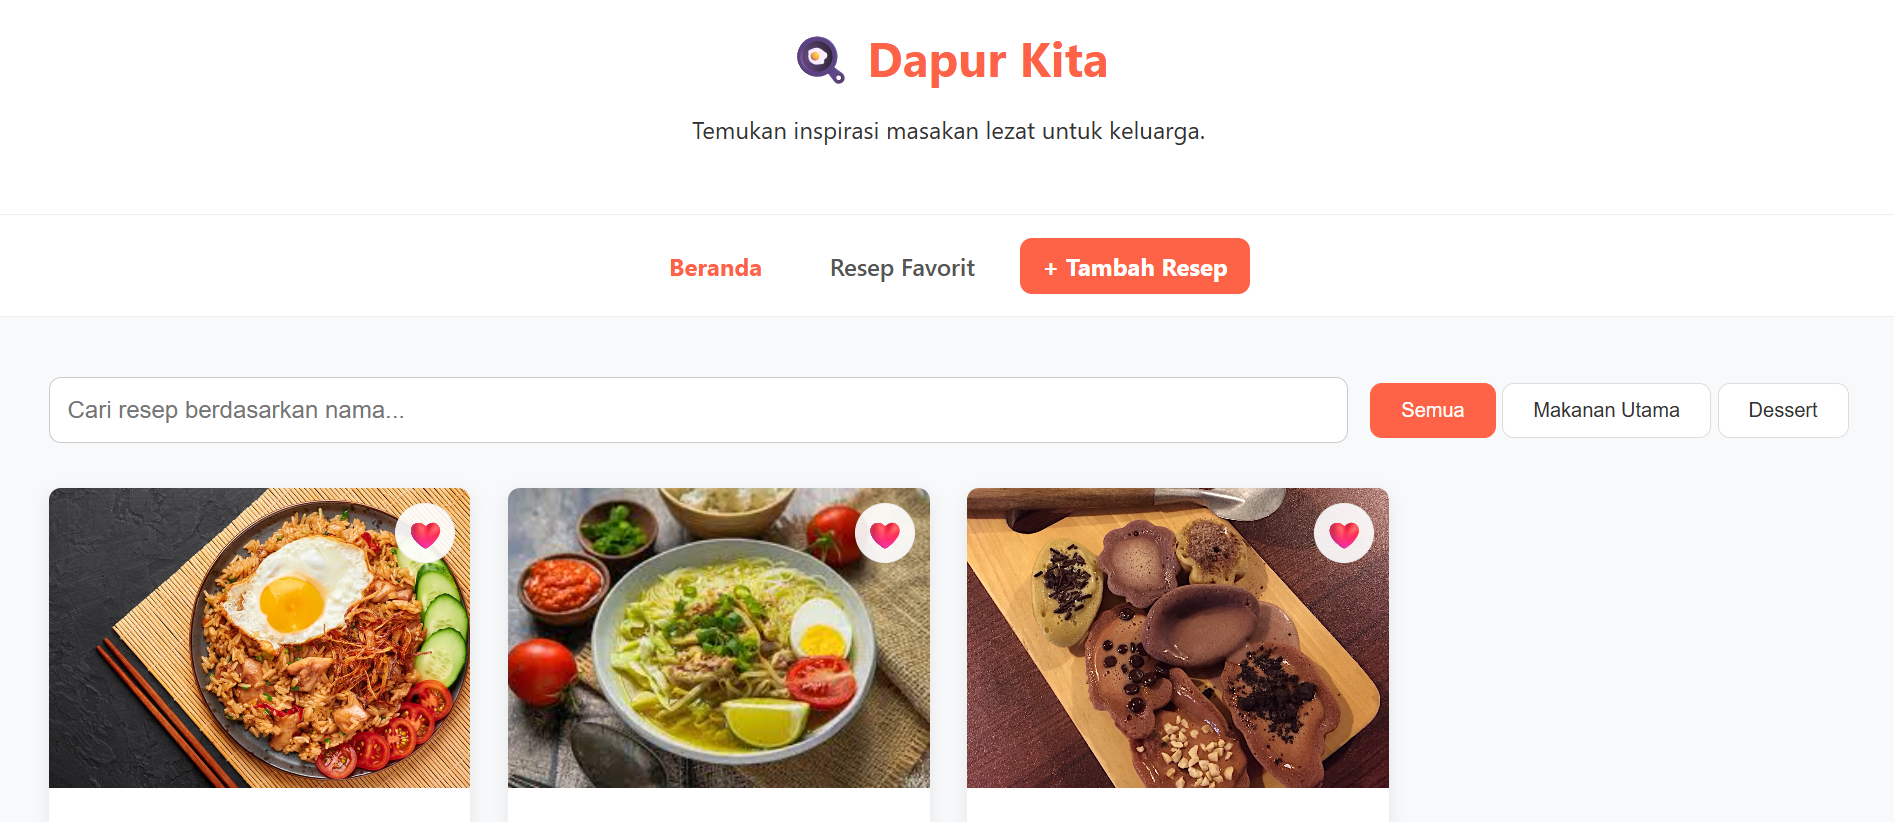 Dapur Kita
Temukan inspirasi masakan lezat untuk keluarga.
Beranda
Resep Favorit
+ Tambah Resep
Cari resep berdasarkan nama...
Semua
Makanan Utama
Dessert